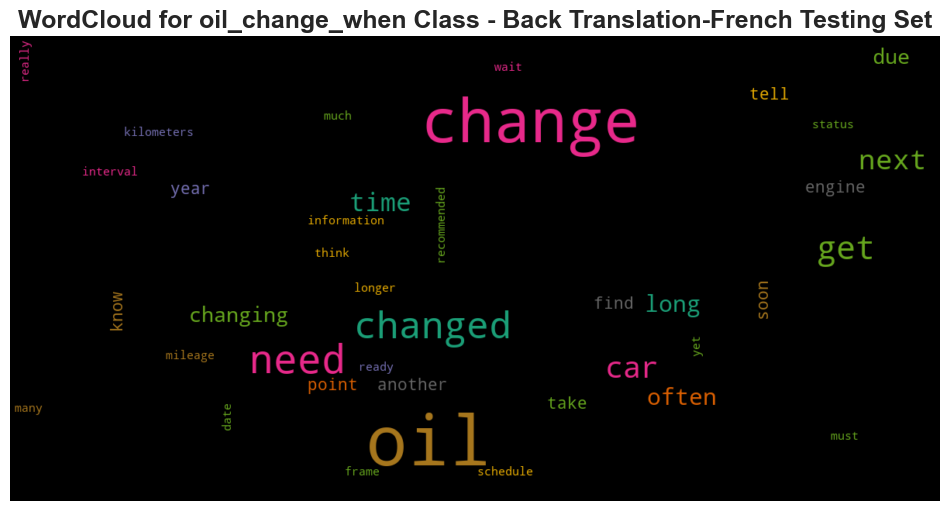 WordCloud for oil_change_when Class - Back Translation-French Testing Set
really
wait
due
change
tell
much
status
kilometers
next
interval
year
engine
time
recommended
information
get
think
longer
soon
know
find
long
changing
changed
yet
mileage
need
ready
car
point
another
often
many
date
take
oil
must
frame
schedule